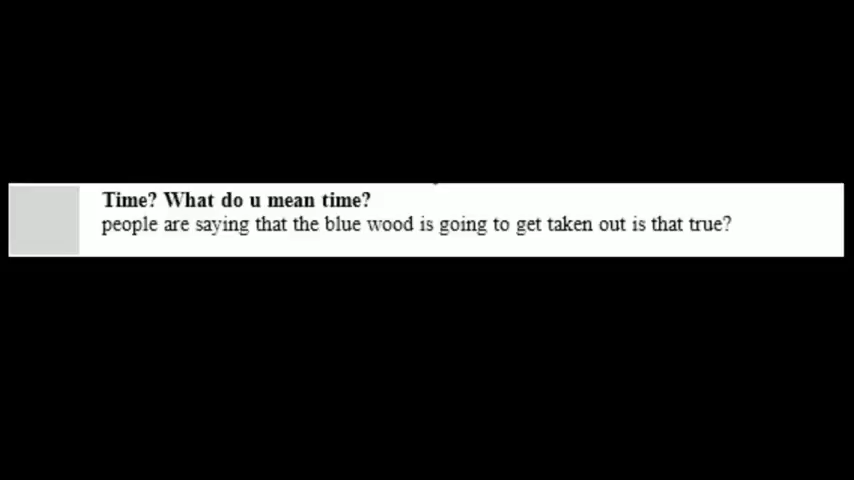 Time? What do u mean time?
people are saying that the blue wood is going to get taken out is that true?